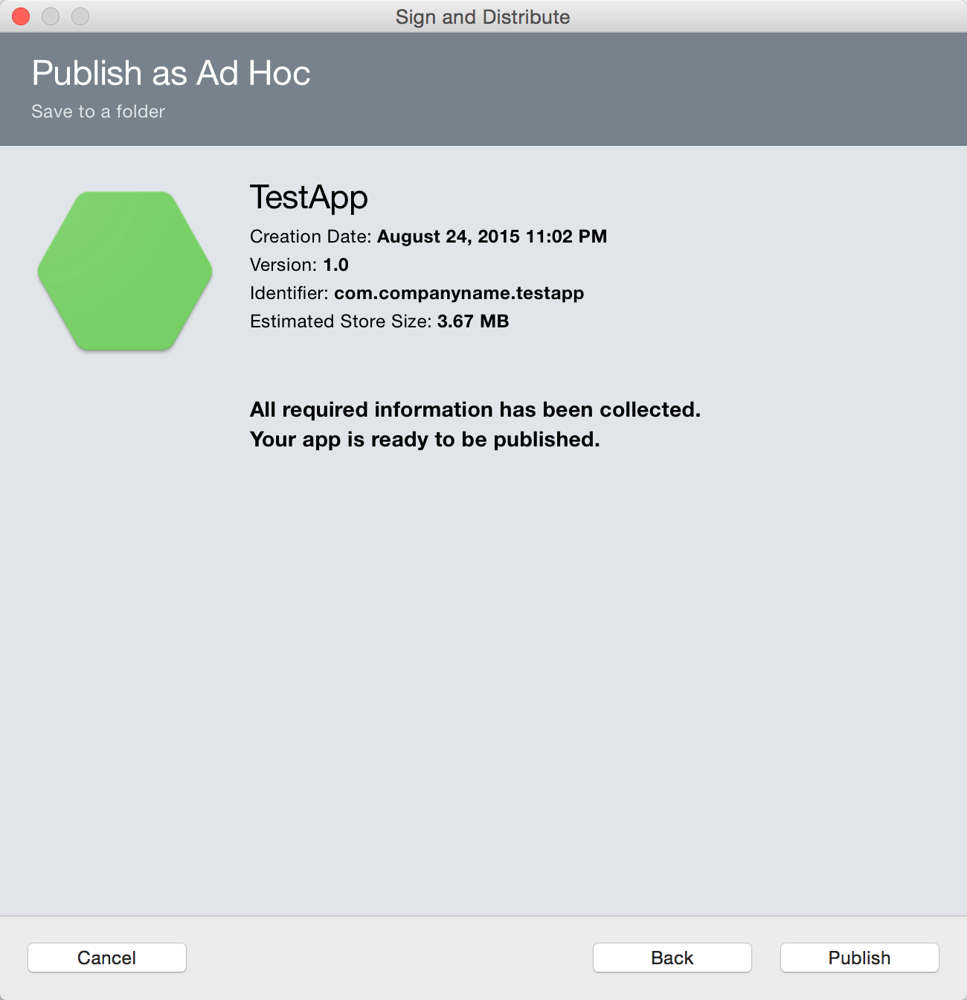 Sign and Distribute
Publish as Ad Hoc
Save to a folder
TestApp
Creation Date: August 24, 2015 11:02 PM
Version: 1.0
Identifier: com.companyname.testapp
Estimated Store Size: 3.67 MB
All required information has been collected.
Your app is ready to be published.
Cancel
Back
Publish